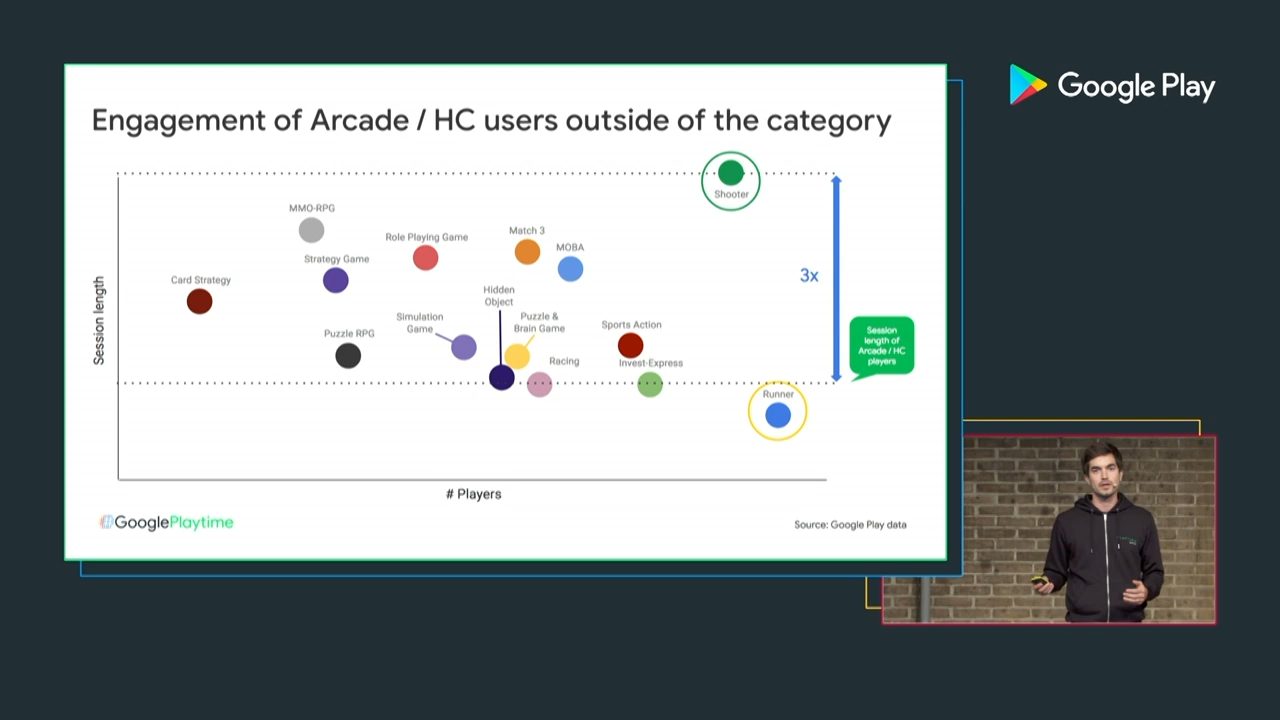 Google Play
Engagement of Arcade / HC users outside of the category
Shooter
MMO-RPG
Role Playing Game
Match 3
MOBA
Strategy Game
Card Strategy
3x
Hidden
Object
Simulation
Game
Puzzle &
Brain Game
Sports Action
Puzzle RPG
Racing
Invest-Express
Session
length of
Arcade / HC
players
Runner
Session length
# Players
GooglePlaytime
Source: Google Play data